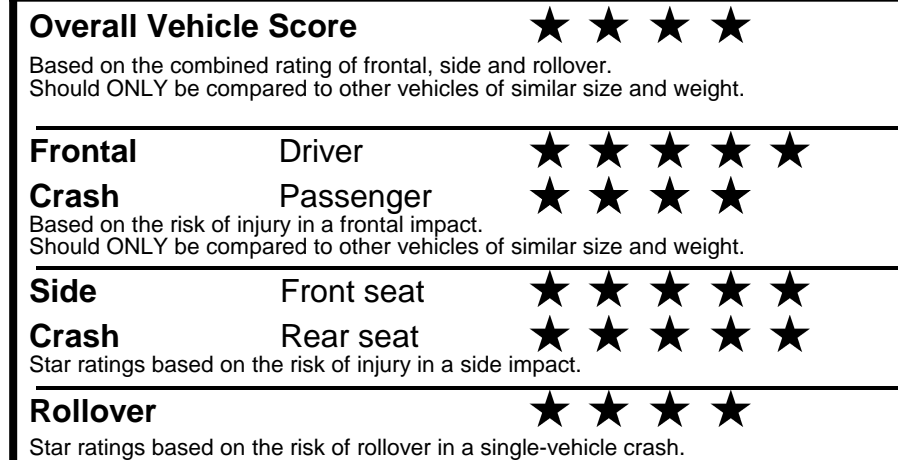 Overall Vehicle Score ★ ★ ★ ★
Based on the combined rating of frontal, side and rollover.
Should ONLY be compared to other vehicles of similar size and weight.
Frontal Driver ★ ★ ★ ★ ★
Crash Passenger ★ ★ ★ ★
Based on the risk of injury in a frontal impact.
Should ONLY be compared to other vehicles of similar size and weight.
Side Front seat ★ ★ ★ ★ ★
Crash Rear seat ★ ★ ★ ★ ★
Star ratings based on the risk of injury in a side impact.
Rollover ★ ★ ★ ★
Star ratings based on the risk of rollover in a single-vehicle crash.